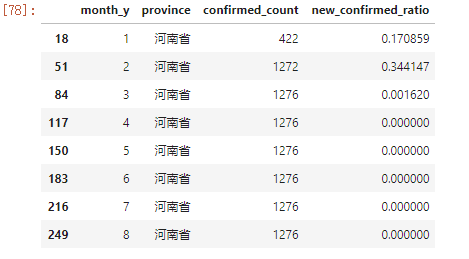 [78]:
month_y province confirmed_count new_confirmed_ratio
18 1 河南省 422 0.170859
51 2 河南省 1272 0.344147
84 3 河南省 1276 0.001620
117 4 河南省 1276 0.000000
150 5 河南省 1276 0.000000
183 6 河南省 1276 0.000000
216 7 河南省 1276 0.000000
249 8 河南省 1276 0.000000